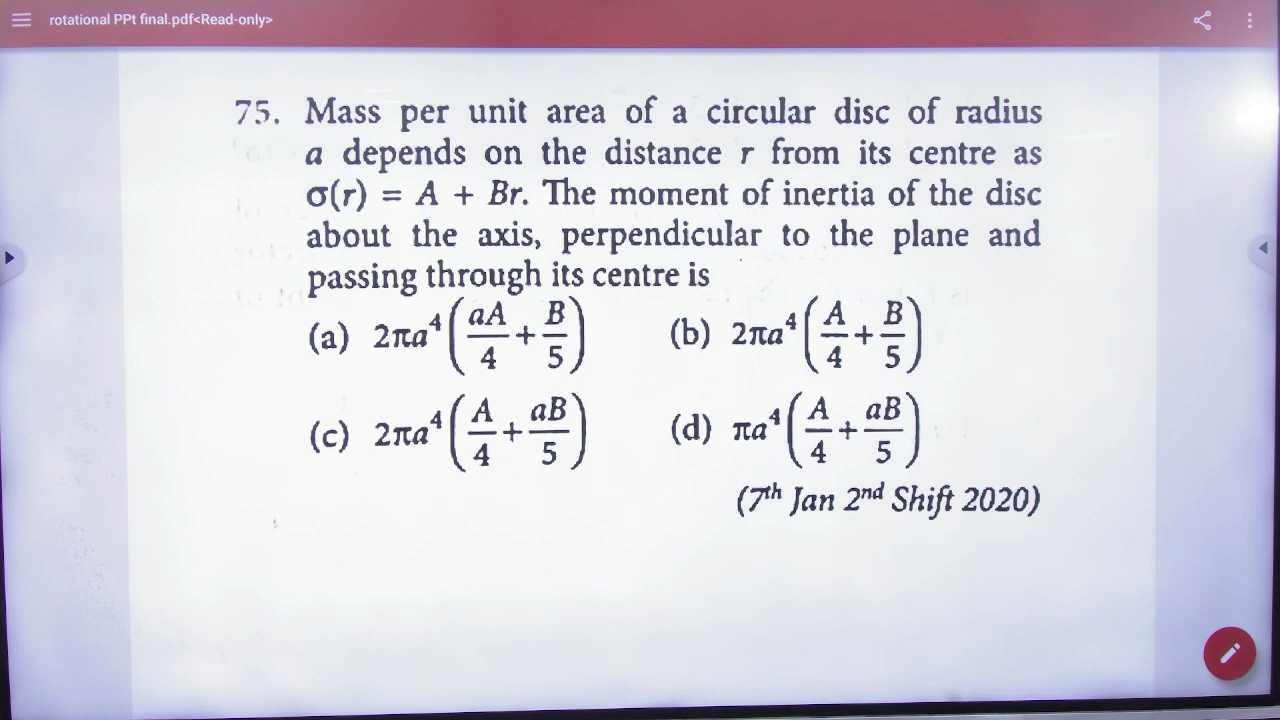 rotational PPt final.pdf<Read-only>
75. Mass per unit area of a circular disc of radius
a depends on the distance r from its centre as
σ(r) = A + Br. The moment of inertia of the disc
about the axis, perpendicular to the plane and
passing through its centre is
(a) 2πa⁴(aA/4 + B/5) (b) 2πa⁴(A/4 + B/5)
(c) 2πa⁴(A/4 + aB/5) (d) πa⁴(A/4 + aB/5)
(7th Jan 2nd Shift 2020)